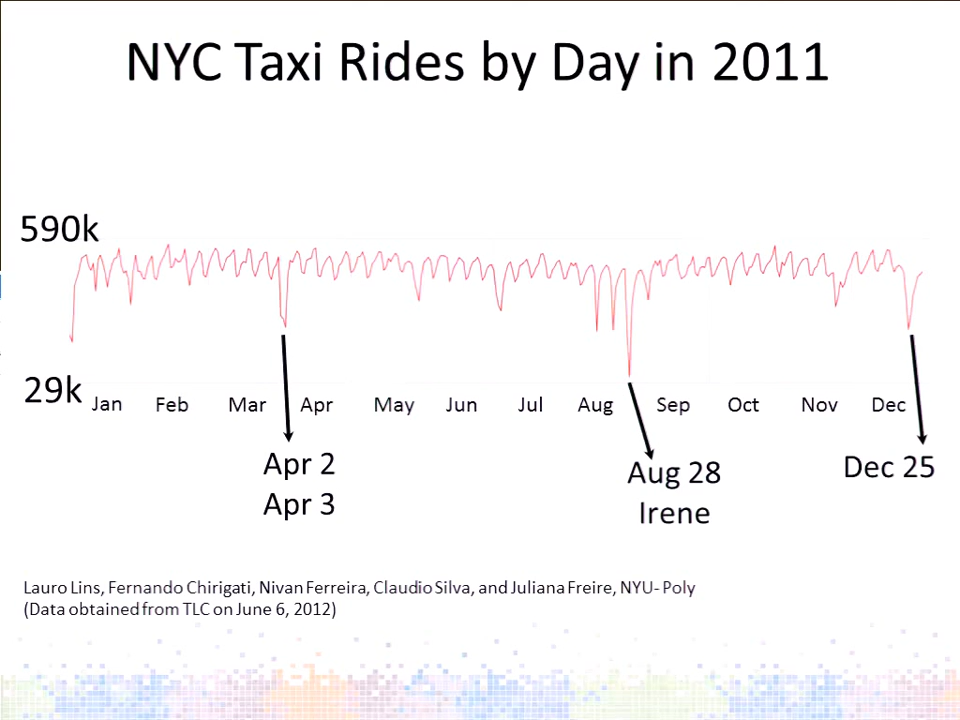 NYC Taxi Rides by Day in 2011
590k
29k
Jan Feb Mar Apr May Jun Jul Aug Sep Oct Nov Dec
Apr 2
Apr 3
Aug 28
Irene
Dec 25
Lauro Lins, Fernando Chirigati, Nivan Ferreira, Claudio Silva, and Juliana Freire, NYU- Poly
(Data obtained from TLC on June 6, 2012)